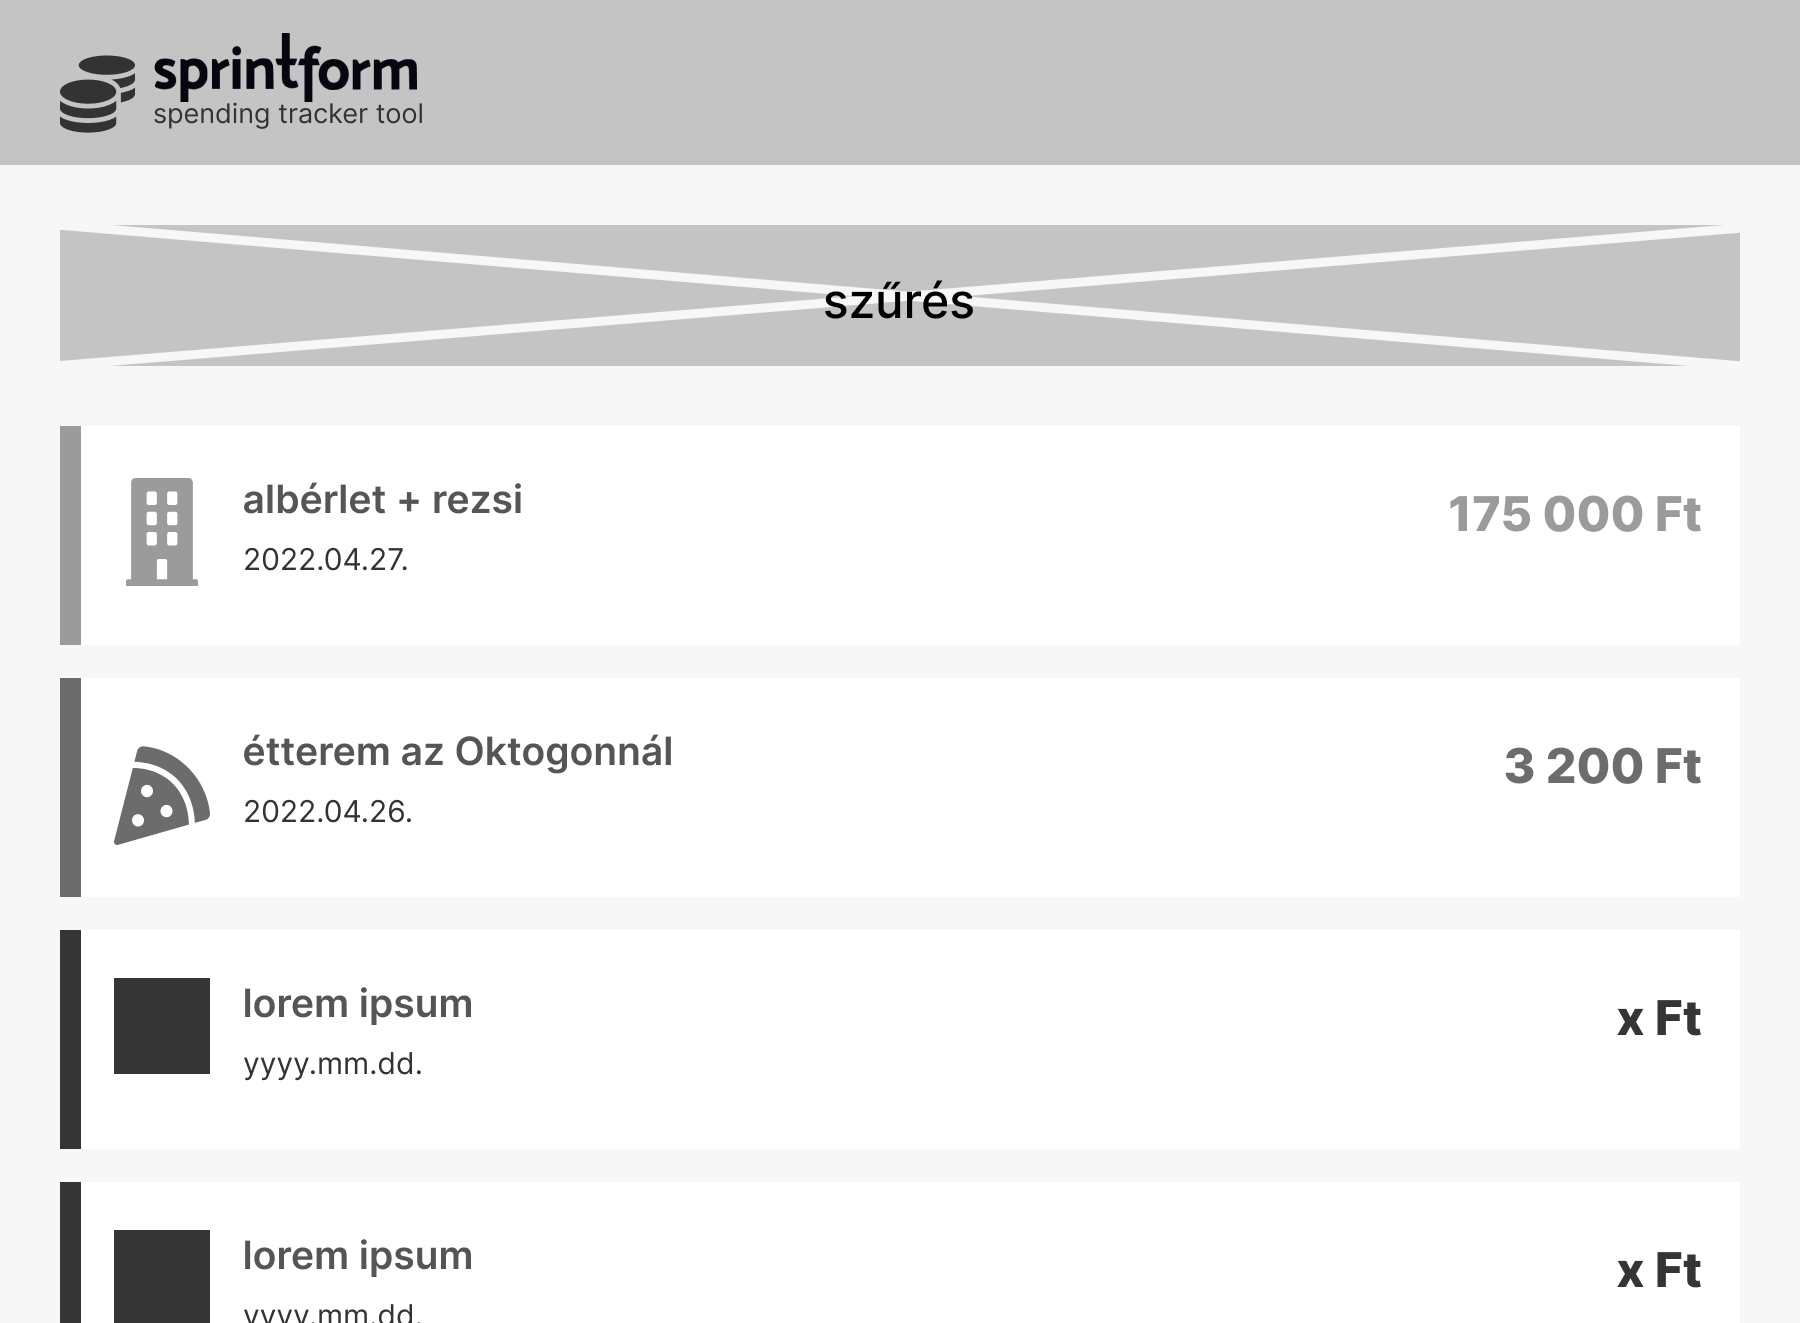 sprintform
spending tracker tool
szűrés
albérlet + rezsi
175 000 Ft
2022.04.27.
étterem az Oktogonnál
3 200 Ft
2022.04.26.
lorem ipsum
x Ft
yyyy.mm.dd.
lorem ipsum
x Ft
yyyy.mm.dd.